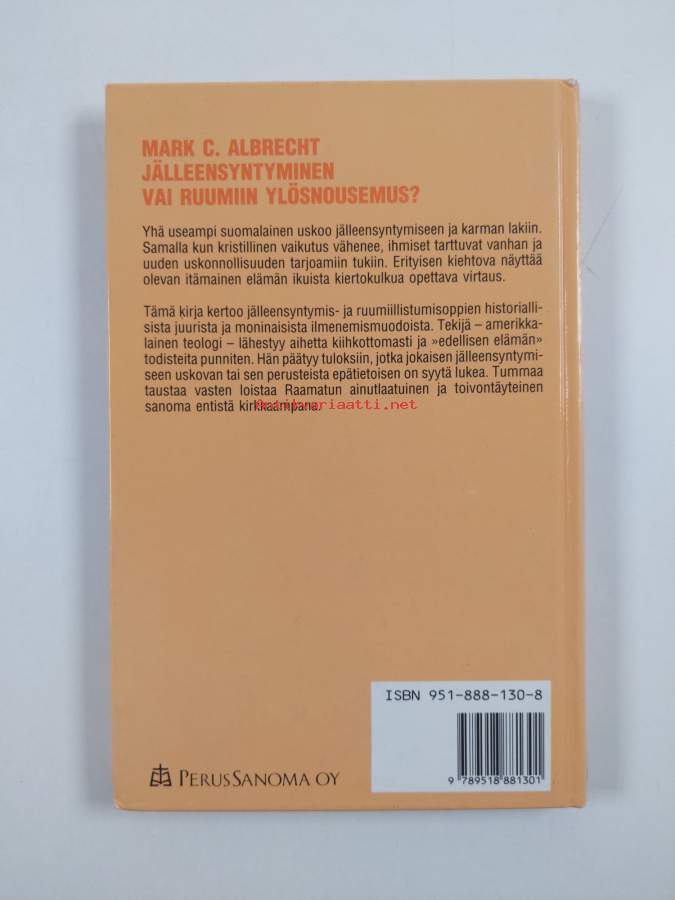 MARK C. ALBRECHT
JÄLLEENSYNTYMINEN
VAI RUUMIIN YLÖSNOUSEMUS?
Yhä useampi suomalainen uskoo jälleensyntymiseen ja karman lakiin.
Samalla kun kristillinen vaikutus vähenee, ihmiset tarttuvat vanhan ja
uuden uskonnollisuuden tarjoamiin tukiin. Erityisen kiehtova näyttää
olevan itämainen elämän ikuista kiertokulkua opettava virtaus.
Tämä kirja kertoo jälleensyntymis- ja ruumiillistumisoppien historialli-
sista juurista ja moninaisista ilmenemismuodoista. Tekijä – amerikka-
lainen teologi – lähestyy aihetta kiihkottomasti ja »edellisen elämän»
todisteita punniten. Hän päätyy tuloksiin, jotka jokaisen jälleensyntymi-
seen uskovan tai sen perusteista epätietoisen on syytä lukea. Tummaa
taustaa vasten loistaa Raamatun ainutlaatuinen ja toivontäyteinen
sanoma entistä kirkkaampana.
Antikvariaatti.net
ISBN 951-888-130-8
9 789518 881301
PERUSSANOMA OY